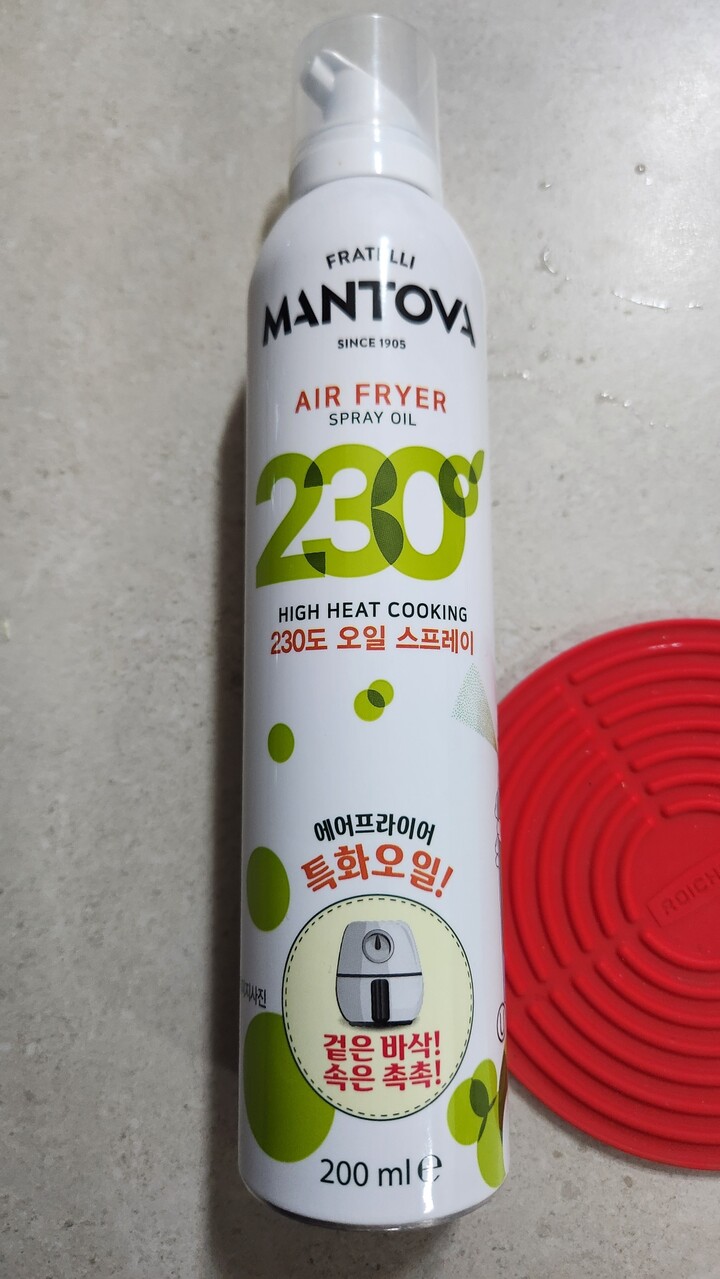 FRATELLI
MANTOVA
SINCE 1905
AIR FRYER
SPRAY OIL
230°
HIGH HEAT COOKING
230도 오일 스프레이
에어프라이어
특화오일!
겉은 바삭!
속은 촉촉!
200 ml e